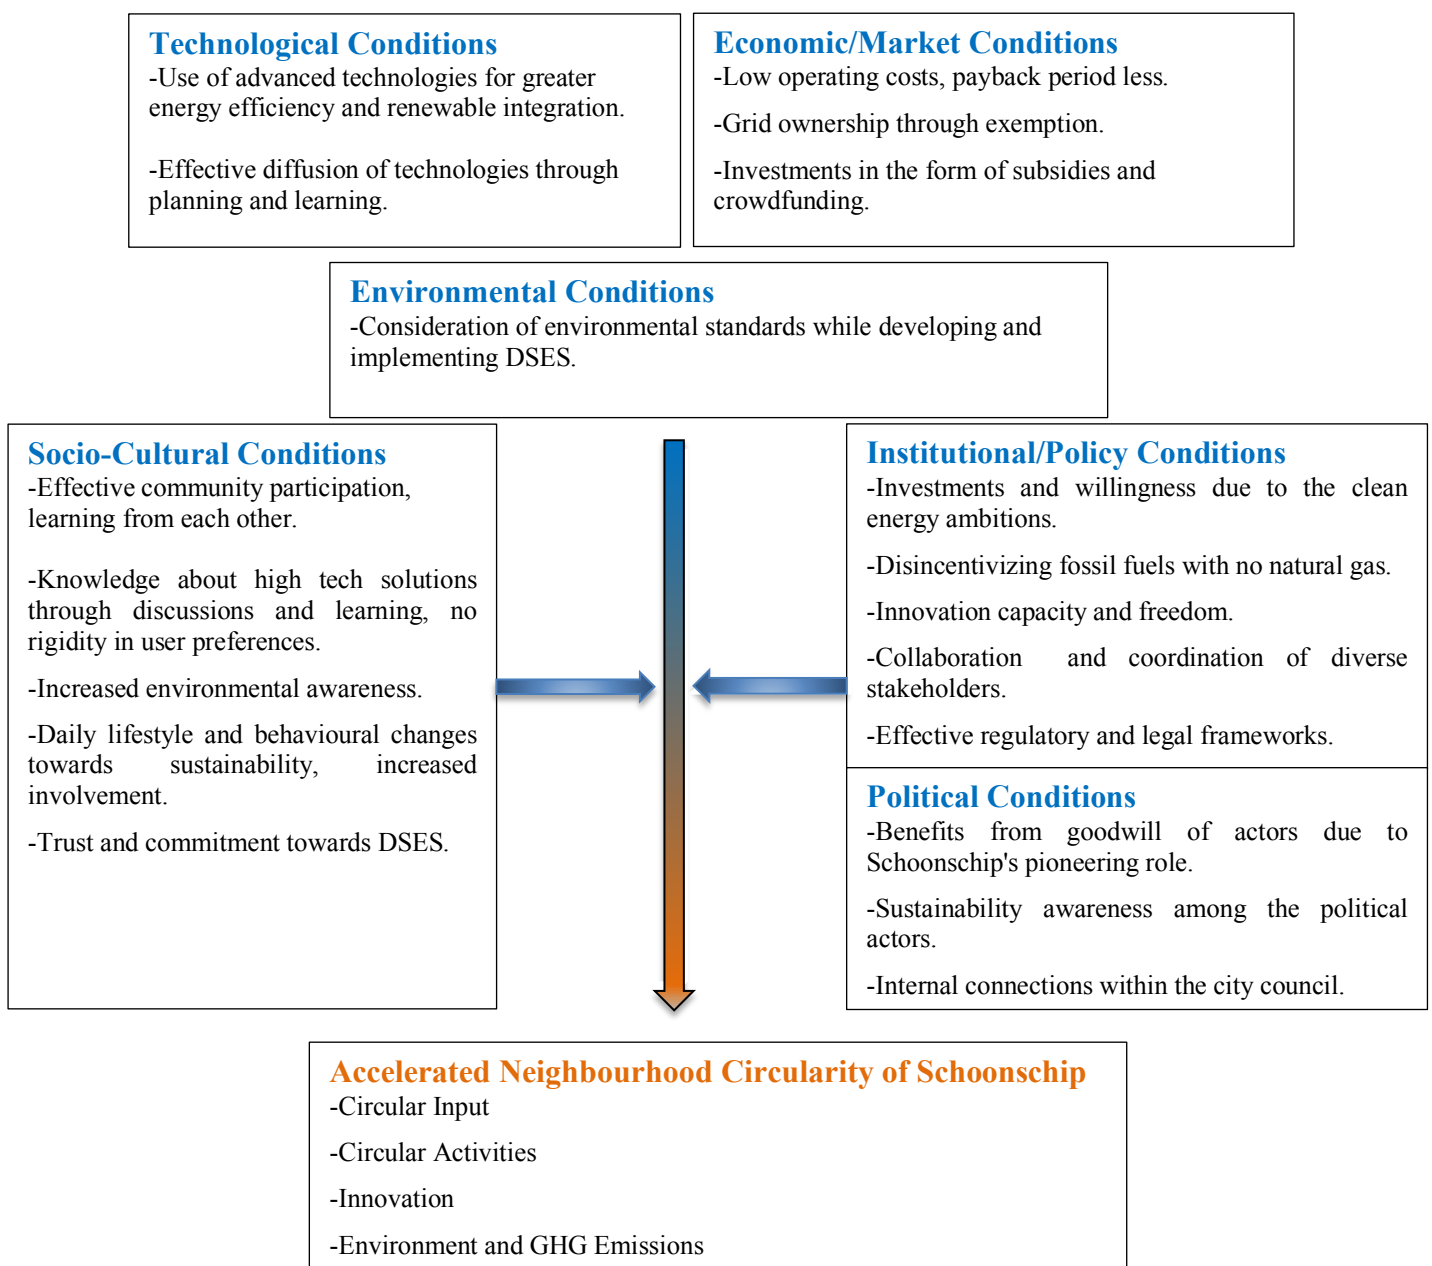 Technological Conditions
-Use of advanced technologies for greater
energy efficiency and renewable integration.
-Effective diffusion of technologies through
planning and learning.
Economic/Market Conditions
-Low operating costs, payback period less.
-Grid ownership through exemption.
-Investments in the form of subsidies and
crowdfunding.
Environmental Conditions
-Consideration of environmental standards while developing and
implementing DSES.
Socio-Cultural Conditions
-Effective community participation,
learning from each other.
-Knowledge about high tech solutions
through discussions and learning, no
rigidity in user preferences.
-Increased environmental awareness.
-Daily lifestyle and behavioural changes
towards sustainability, increased
involvement.
-Trust and commitment towards DSES.
Institutional/Policy Conditions
-Investments and willingness due to the clean
energy ambitions.
-Disincentivizing fossil fuels with no natural gas.
-Innovation capacity and freedom.
-Collaboration and coordination of diverse
stakeholders.
-Effective regulatory and legal frameworks.
Political Conditions
-Benefits from goodwill of actors due to
Schoonschip's pioneering role.
-Sustainability awareness among the political
actors.
-Internal connections within the city council.
Accelerated Neighbourhood Circularity of Schoonschip
-Circular Input
-Circular Activities
-Innovation
-Environment and GHG Emissions